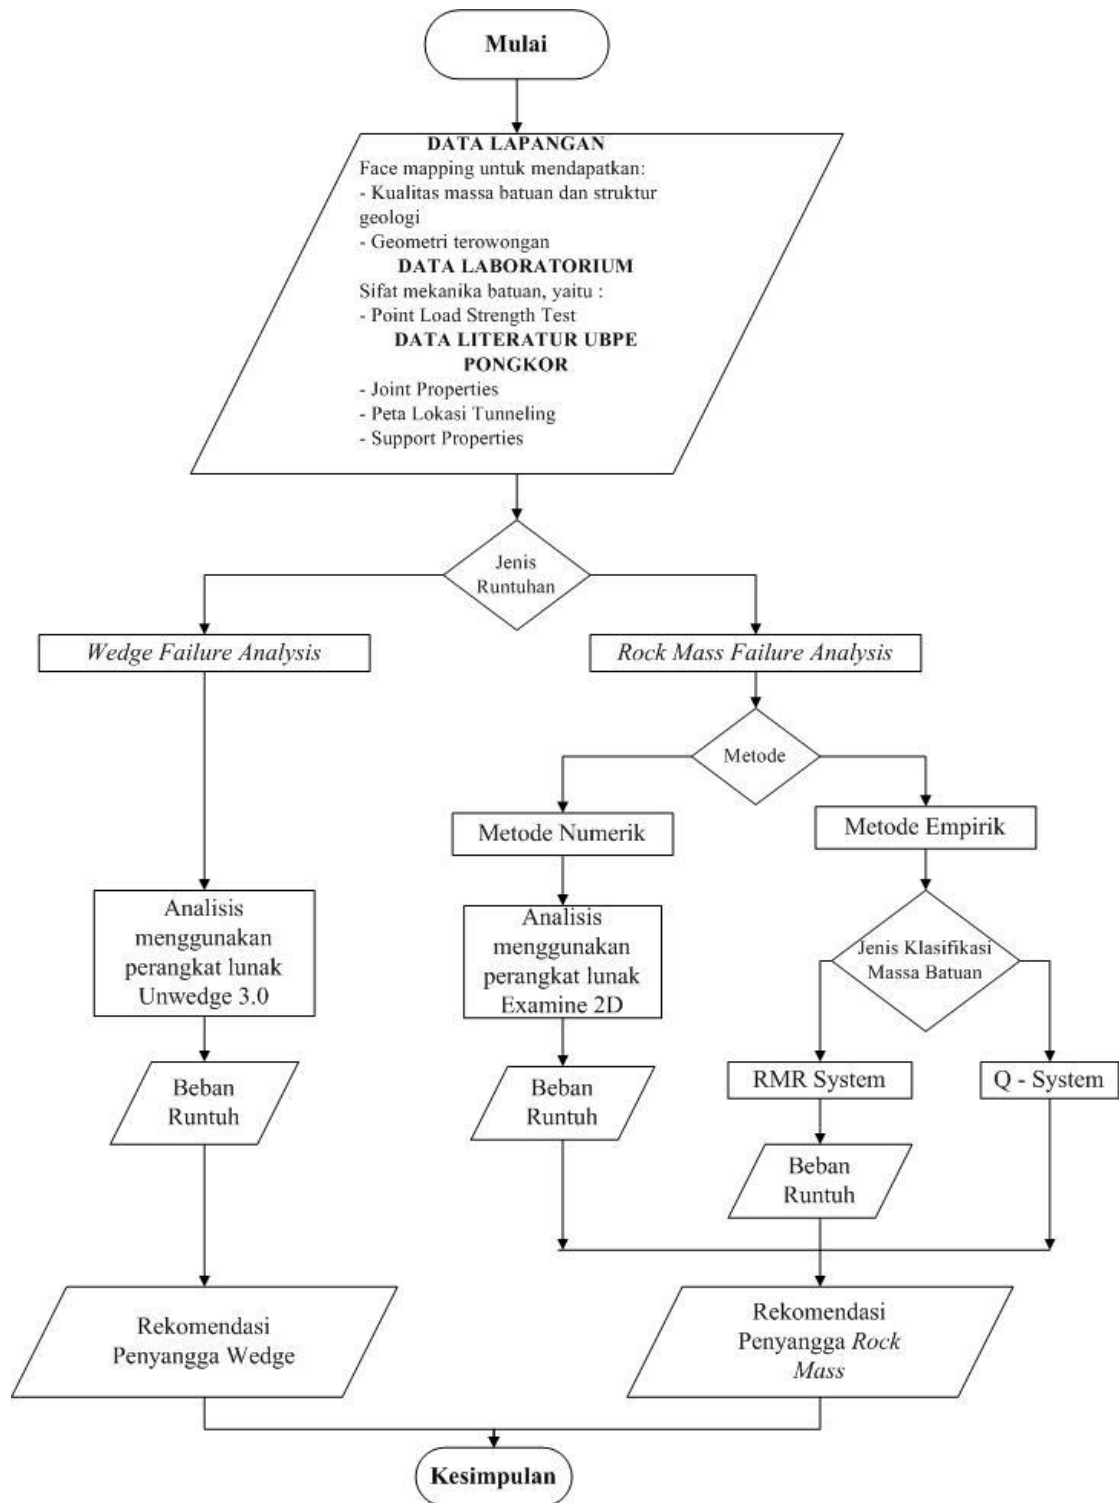 Mulai
DATA LAPANGAN
Face mapping untuk mendapatkan:
- Kualitas massa batuan dan struktur
geologi
- Geometri terowongan
DATA LABORATORIUM
Sifat mekanika batuan, yaitu :
- Point Load Strength Test
DATA LITERATUR UBPE
PONGKOR
- Joint Properties
- Peta Lokasi Tunneling
- Support Properties
Jenis
Runtuhan
Wedge Failure Analysis
Rock Mass Failure Analysis
Metode
Metode Numerik
Metode Empirik
Analisis
menggunakan
perangkat lunak
Unwedge 3.0
Analisis
menggunakan
perangkat lunak
Examine 2D
Jenis Klasifikasi
Massa Batuan
Beban
Runtuh
Beban
Runtuh
RMR System
Q - System
Beban
Runtuh
Rekomendasi
Penyangga Wedge
Rekomendasi
Penyangga Rock
Mass
Kesimpulan